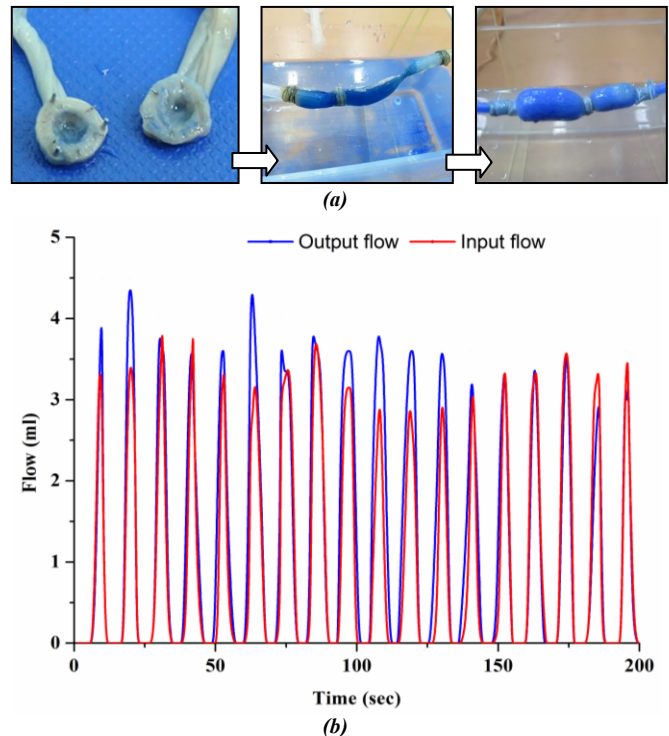 (a)
5
Output flow
Input flow
4
3
Flow (ml)
2
1
0
0
50
100
150
200
Time (sec)
(b)